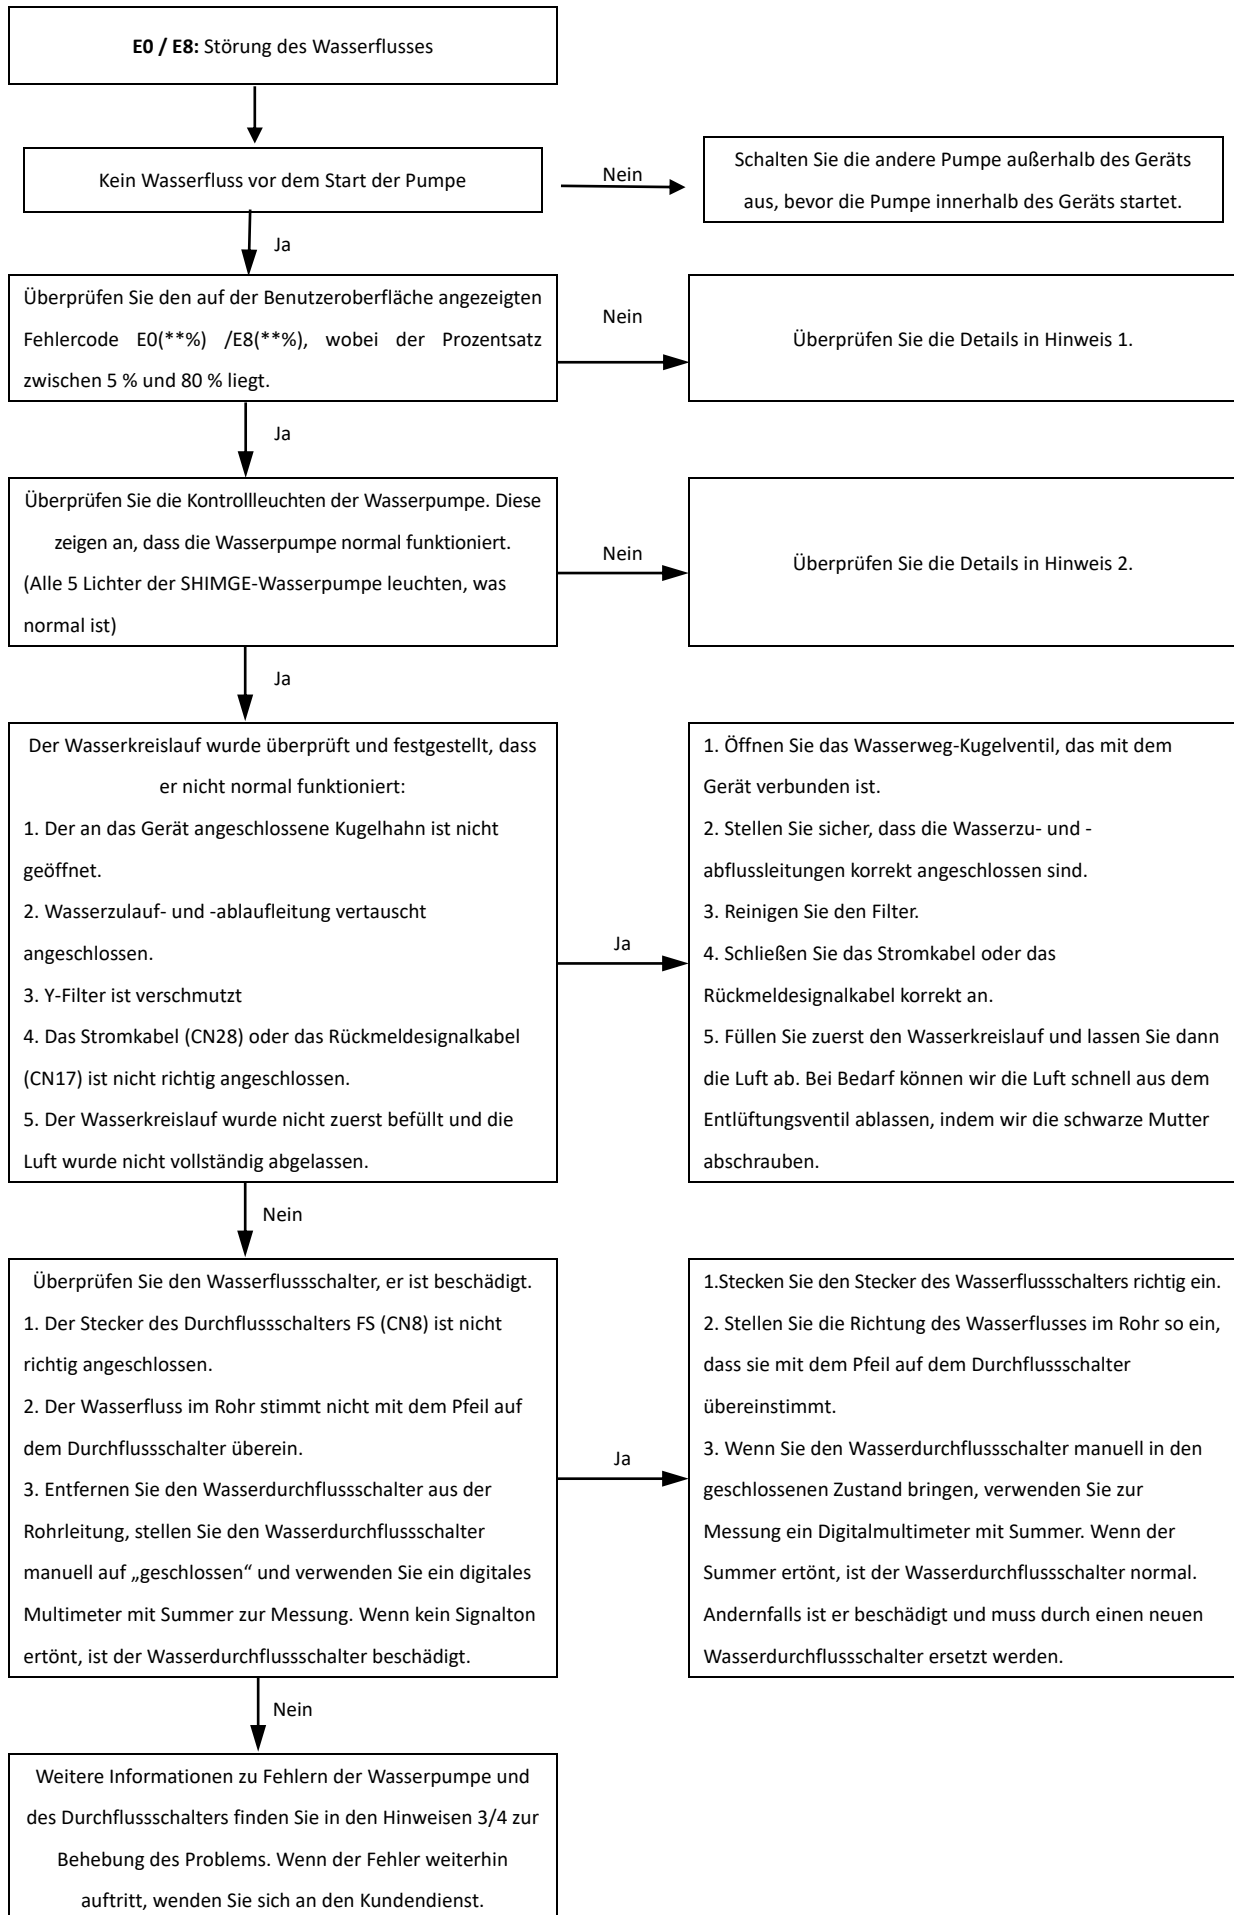 E0 / E8: Störung des Wasserflusses
Kein Wasserfluss vor dem Start der Pumpe
Nein
Schalten Sie die andere Pumpe außerhalb des Geräts
aus, bevor die Pumpe innerhalb des Geräts startet.
Ja
Überprüfen Sie den auf der Benutzeroberfläche angezeigten
Fehlercode E0(**%) /E8(**%), wobei der Prozentsatz
zwischen 5 % und 80 % liegt.
Nein
Überprüfen Sie die Details in Hinweis 1.
Ja
Überprüfen Sie die Kontrollleuchten der Wasserpumpe. Diese
zeigen an, dass die Wasserpumpe normal funktioniert.
(Alle 5 Lichter der SHIMGE-Wasserpumpe leuchten, was
normal ist)
Nein
Überprüfen Sie die Details in Hinweis 2.
Ja
Der Wasserkreislauf wurde überprüft und festgestellt, dass
er nicht normal funktioniert:
1. Der an das Gerät angeschlossene Kugelhahn ist nicht
geöffnet.
2. Wasserzulauf- und -ablaufleitung vertauscht
angeschlossen.
3. Y-Filter ist verschmutzt
4. Das Stromkabel (CN28) oder das Rückmeldesignalkabel
(CN17) ist nicht richtig angeschlossen.
5. Der Wasserkreislauf wurde nicht zuerst befüllt und die
Luft wurde nicht vollständig abgelassen.
Ja
1. Öffnen Sie das Wasserweg-Kugelventil, das mit dem
Gerät verbunden ist.
2. Stellen Sie sicher, dass die Wasserzu- und -
abflussleitungen korrekt angeschlossen sind.
3. Reinigen Sie den Filter.
4. Schließen Sie das Stromkabel oder das
Rückmeldesignalkabel korrekt an.
5. Füllen Sie zuerst den Wasserkreislauf und lassen Sie dann
die Luft ab. Bei Bedarf können wir die Luft schnell aus dem
Entlüftungsventil ablassen, indem wir die schwarze Mutter
abschrauben.
Nein
Überprüfen Sie den Wasserflussschalter, er ist beschädigt.
1. Der Stecker des Durchflussschalters FS (CN8) ist nicht
richtig angeschlossen.
2. Der Wasserfluss im Rohr stimmt nicht mit dem Pfeil auf
dem Durchflussschalter überein.
3. Entfernen Sie den Wasserdurchflussschalter aus der
Rohrleitung, stellen Sie den Wasserdurchflussschalter
manuell auf „geschlossen“ und verwenden Sie ein digitales
Multimeter mit Summer zur Messung. Wenn kein Signalton
ertönt, ist der Wasserdurchflussschalter beschädigt.
Ja
1.Stecken Sie den Stecker des Wasserflussschalters richtig ein.
2. Stellen Sie die Richtung des Wasserflusses im Rohr so ein,
dass sie mit dem Pfeil auf dem Durchflussschalter
übereinstimmt.
3. Wenn Sie den Wasserdurchflussschalter manuell in den
geschlossenen Zustand bringen, verwenden Sie zur
Messung ein Digitalmultimeter mit Summer. Wenn der
Summer ertönt, ist der Wasserdurchflussschalter normal.
Andernfalls ist er beschädigt und muss durch einen neuen
Wasserdurchflussschalter ersetzt werden.
Nein
Weitere Informationen zu Fehlern der Wasserpumpe und
des Durchflussschalters finden Sie in den Hinweisen 3/4 zur
Behebung des Problems. Wenn der Fehler weiterhin
auftritt, wenden Sie sich an den Kundendienst.